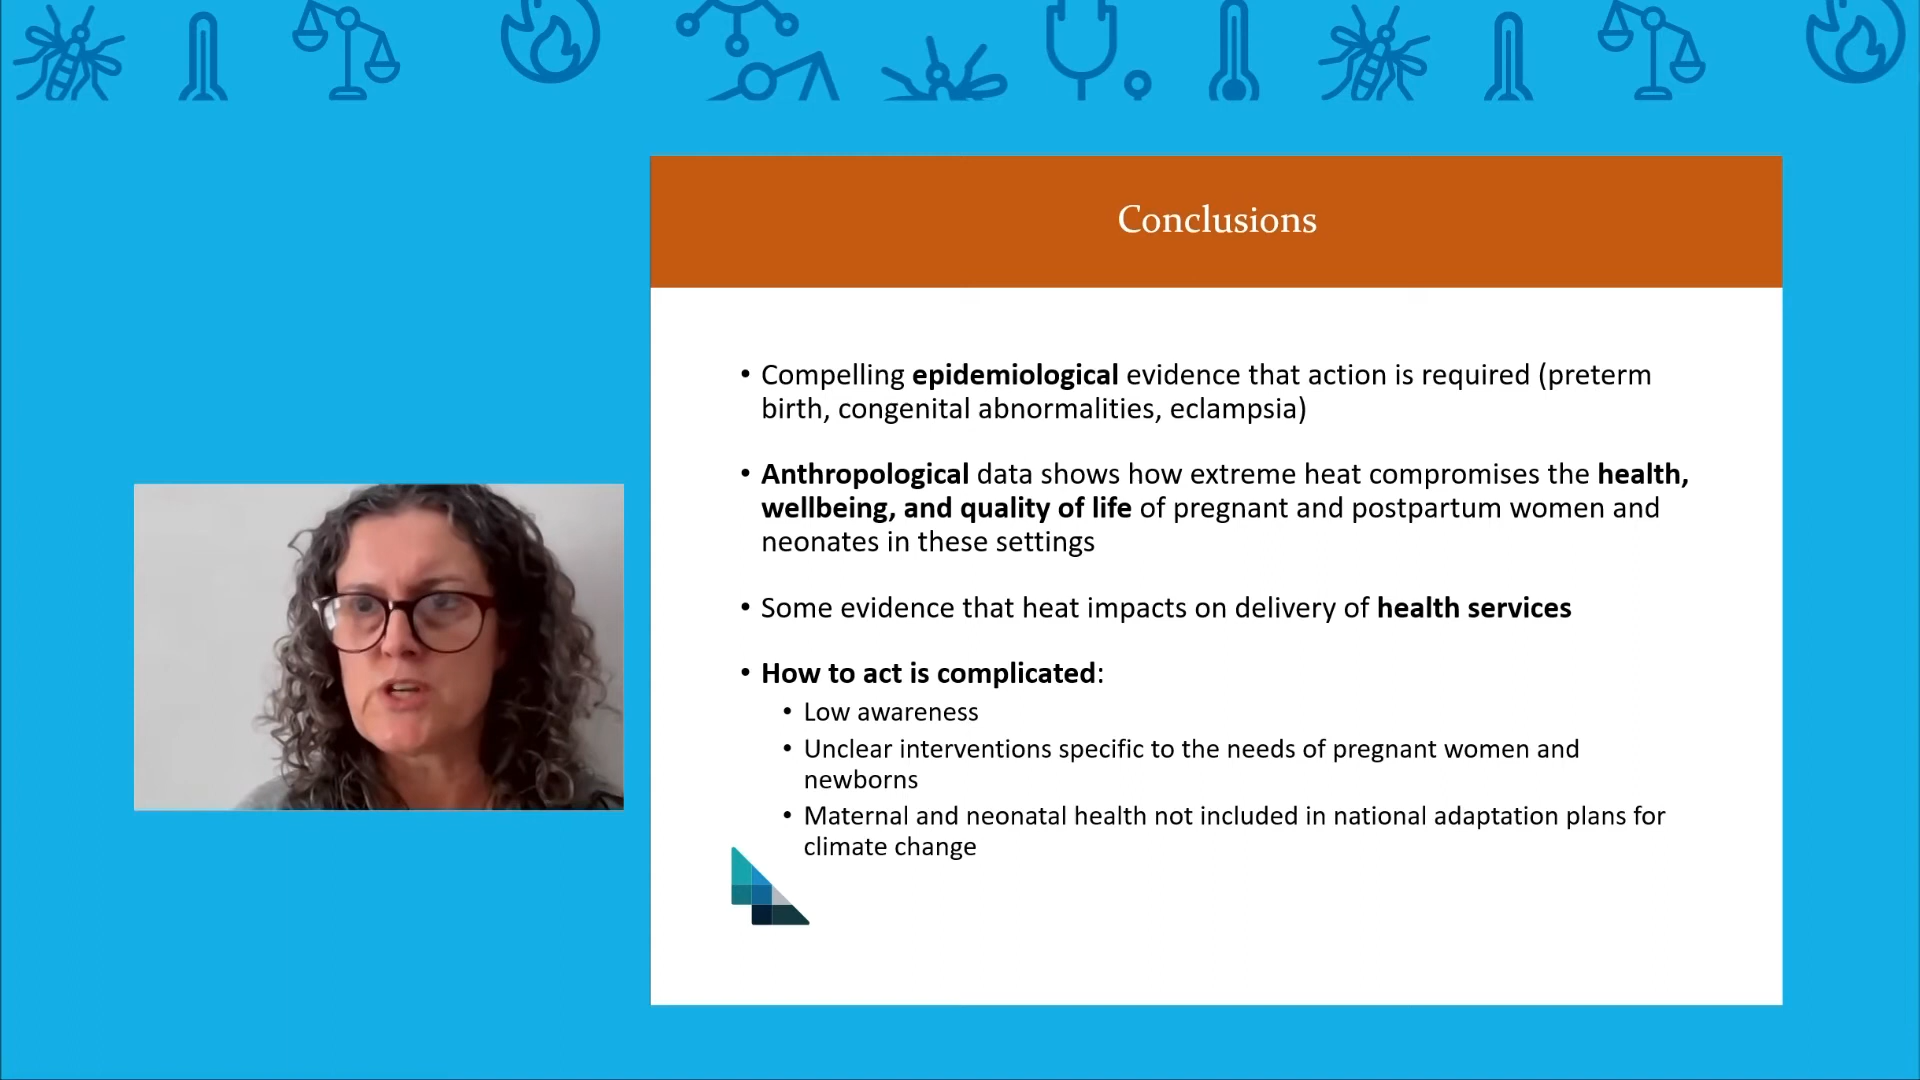 Conclusions
• Compelling epidemiological evidence that action is required (preterm
birth, congenital abnormalities, eclampsia)
• Anthropological data shows how extreme heat compromises the health,
wellbeing, and quality of life of pregnant and postpartum women and
neonates in these settings
• Some evidence that heat impacts on delivery of health services
• How to act is complicated:
• Low awareness
• Unclear interventions specific to the needs of pregnant women and
newborns
• Maternal and neonatal health not included in national adaptation plans for
climate change